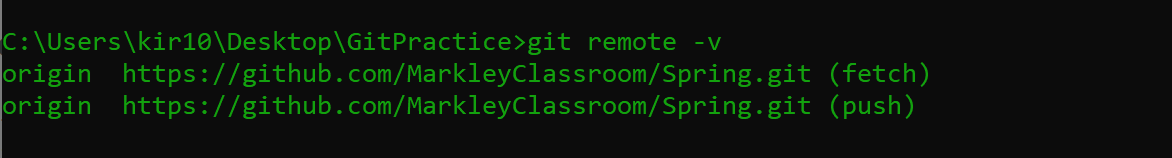 C:\Users\kir10\Desktop\GitPractice>git remote -v
origin  https://github.com/MarkleyClassroom/Spring.git (fetch)
origin  https://github.com/MarkleyClassroom/Spring.git (push)